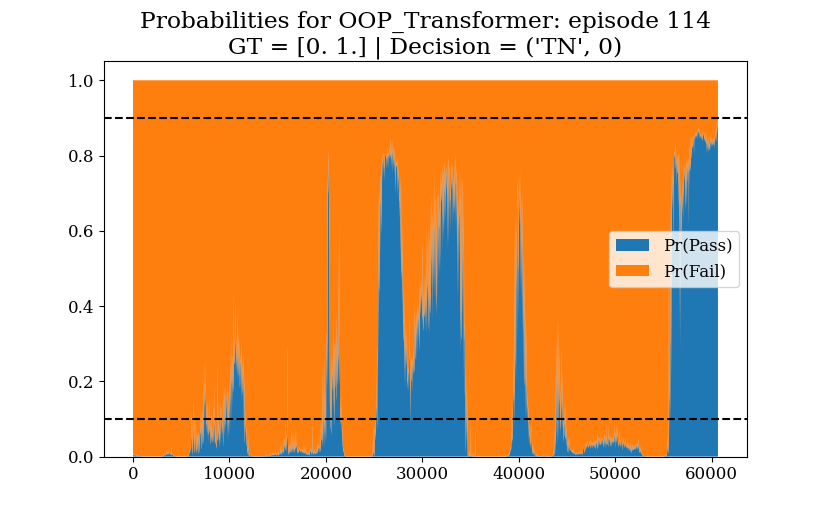 Probabilities for OOP_Transformer: episode 114
GT = [0. 1.] | Decision = ('TN', 0)
1.0
0.8
0.6
0.4
0.2
0.0
Pr(Pass)
Pr(Fail)
0 10000 20000 30000 40000 50000 60000